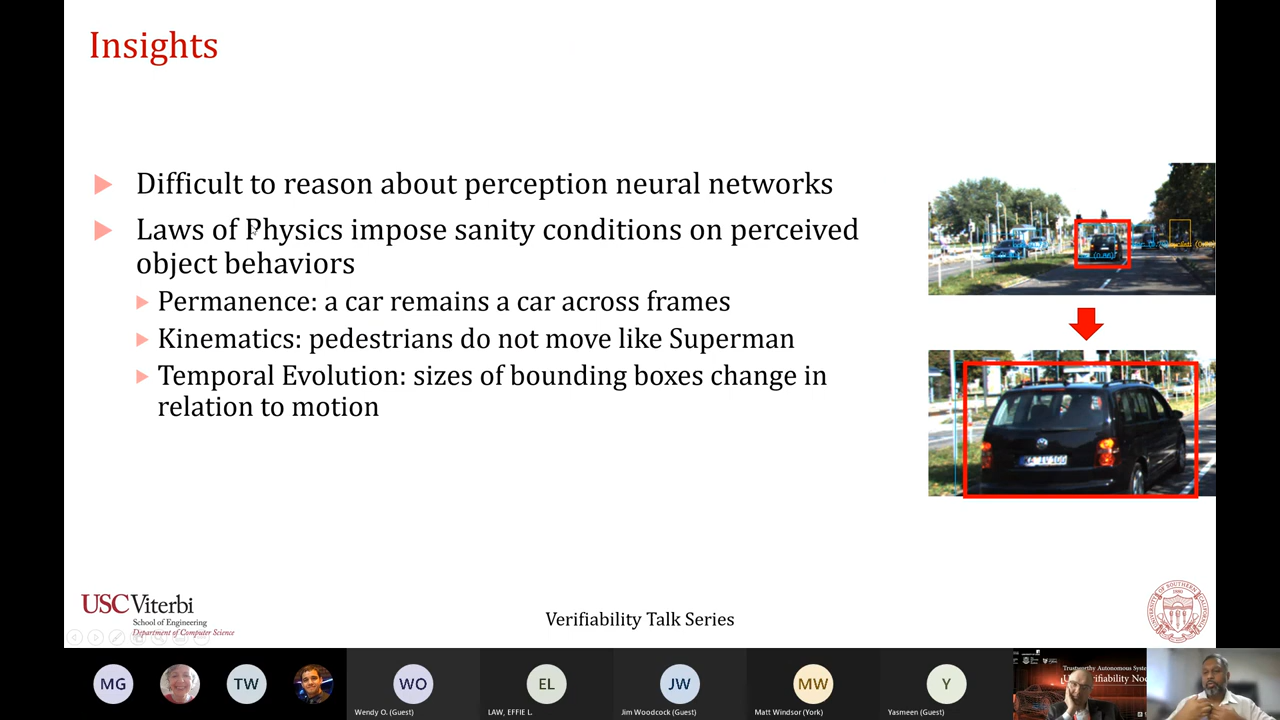 Insights
Difficult to reason about perception neural networks
Laws of Physics impose sanity conditions on perceived
object behaviors
Permanence: a car remains a car across frames
Kinematics: pedestrians do not move like Superman
Temporal Evolution: sizes of bounding boxes change in
relation to motion
USC Viterbi
School of Engineering
Department of Computer Science
Verifiability Talk Series
MG
TW
WO
EL
JW
MW
Y
Wendy O. (Guest)
LAW, EFFIE L.
Jim Woodcock (Guest)
Matt Windsor (York)
Yasmeen (Guest)
Trustworthy Autonomous Syste